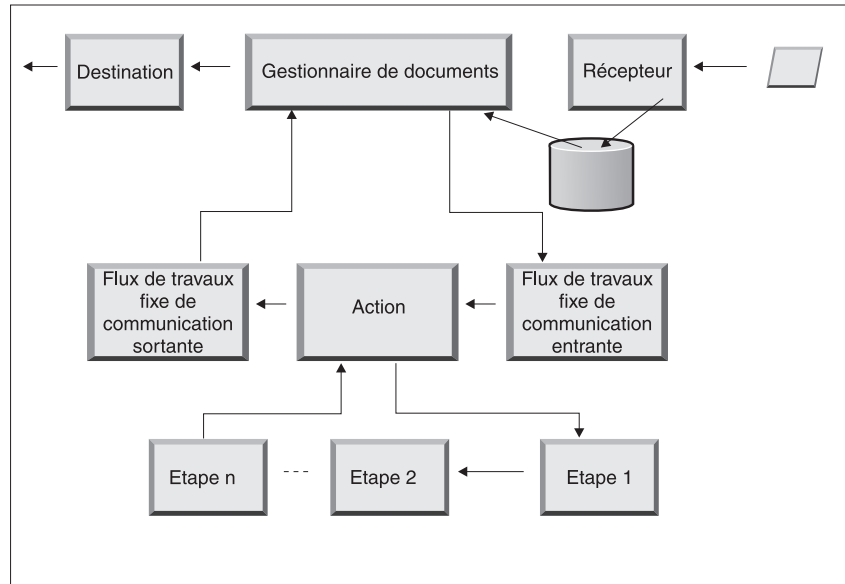 Destination
Gestionnaire de documents
Récepteur
Flux de travaux
fixe de
communication
sortante
Action
Flux de travaux
fixe de
communication
entrante
Etape n
Etape 2
Etape 1